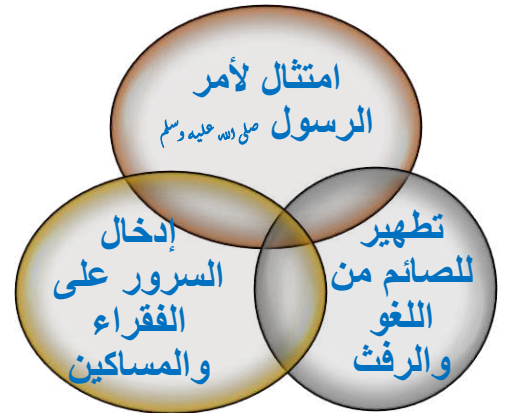 امتثال لأمر
الرسول صلى الله عليه وسلم
تطهير
للصائم من
اللغو
والرفث
إدخال
السرور على
الفقراء
والمساكين